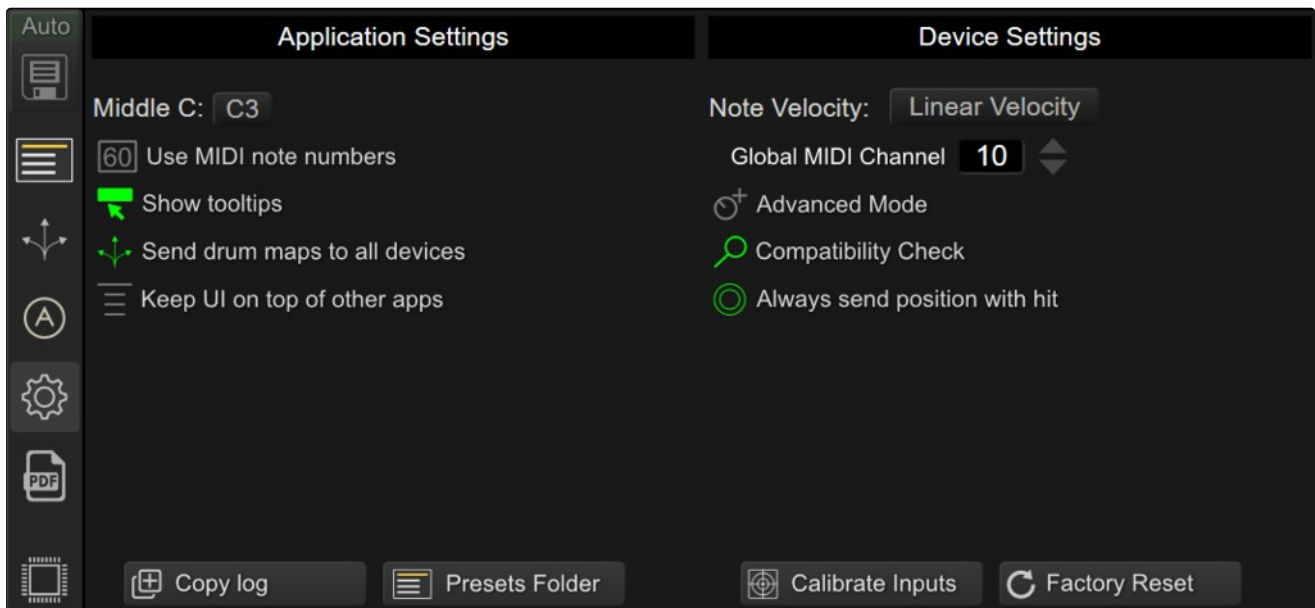 Auto
Application Settings
Device Settings
Middle C: C3
Note Velocity: Linear Velocity
60 Use MIDI note numbers
Global MIDI Channel 10
Show tooltips
Advanced Mode
Send drum maps to all devices
Compatibility Check
Keep UI on top of other apps
Always send position with hit
A
PDF
Copy log
Presets Folder
Calibrate Inputs
Factory Reset